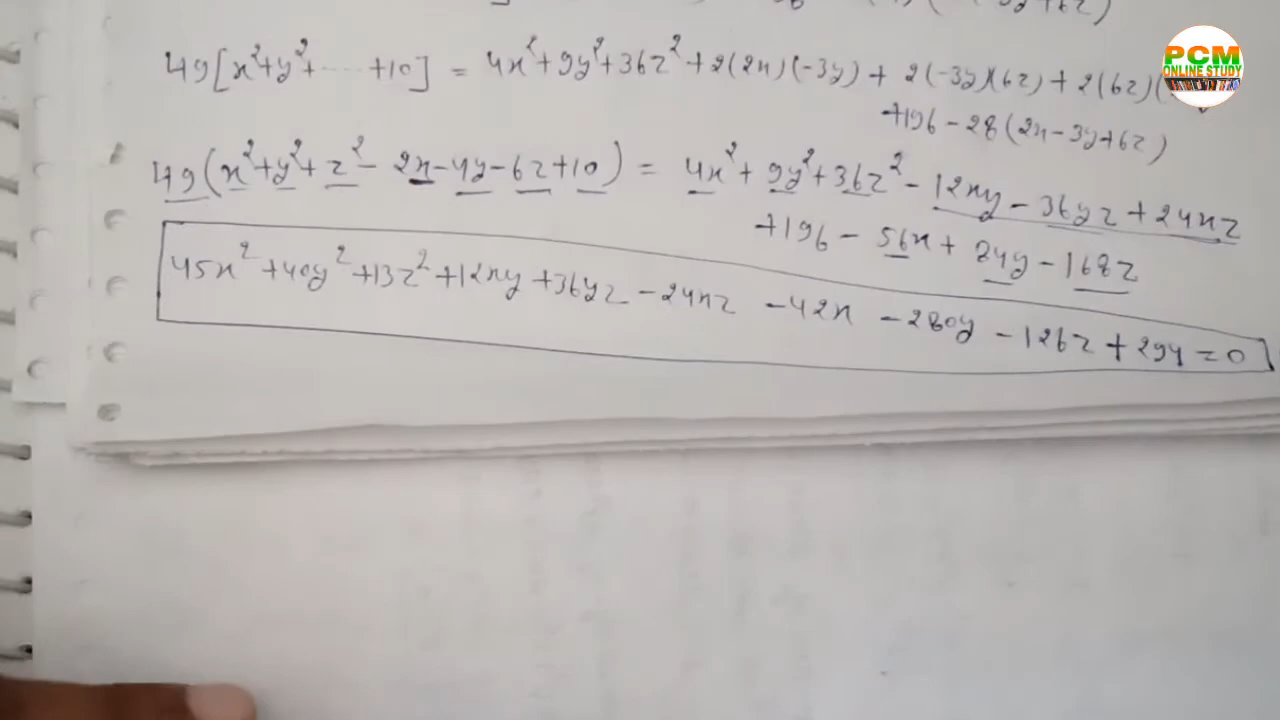 PCM
ONLINE STUDY
49[x²+y²+ ..... +10] = 4x²+9y²+36z²+2(2x)(-3y) + 2(-3y)(6z) + 2(6z)(
+196 - 28(2x-3y+6z)
49(x²+y²+z²-2x-4y-6z+10) = 4x²+9y²+36z²-12xy-36yz+24xz
+196 - 56x + 84y - 168z
45x²+40y²+13z²+12xy+36yz-24xz -42x -280y -126z +294 = 0